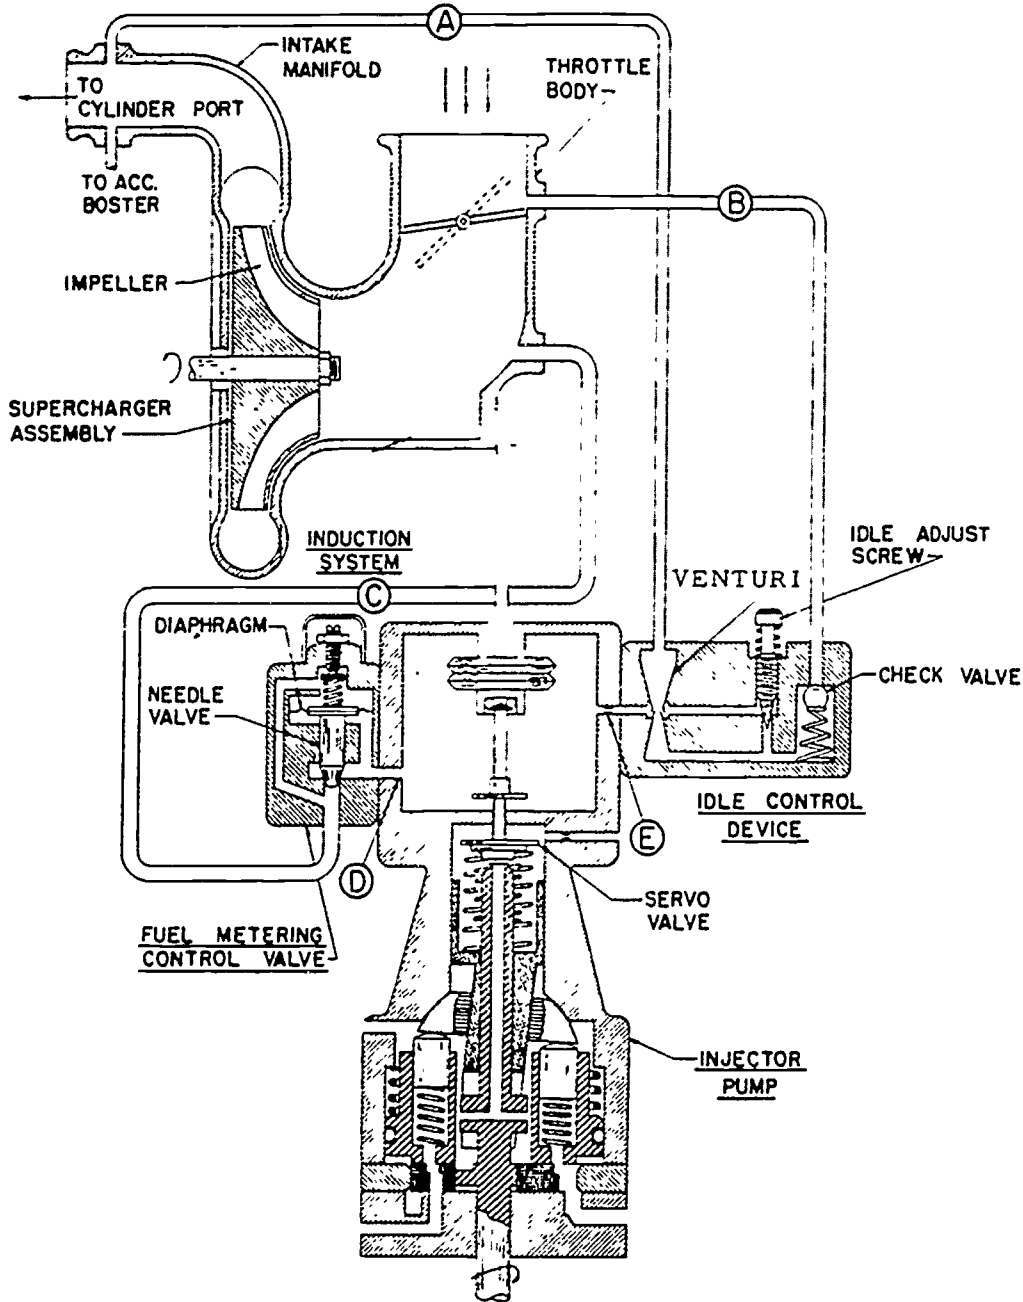 A
INTAKE
MANIFOLD
THROTTLE
BODY
TO
CYLINDER PORT
TO ACC.
BOSTER
B
IMPELLER
SUPERCHARGER
ASSEMBLY
INDUCTION
SYSTEM
IDLE ADJUST
SCREW
VENTURI
C
DIAPHRAGM
NEEDLE
VALVE
CHECK VALVE
IDLE CONTROL
DEVICE
E
D
SERVO
VALVE
FUEL METERING
CONTROL VALVE
INJECTOR
PUMP